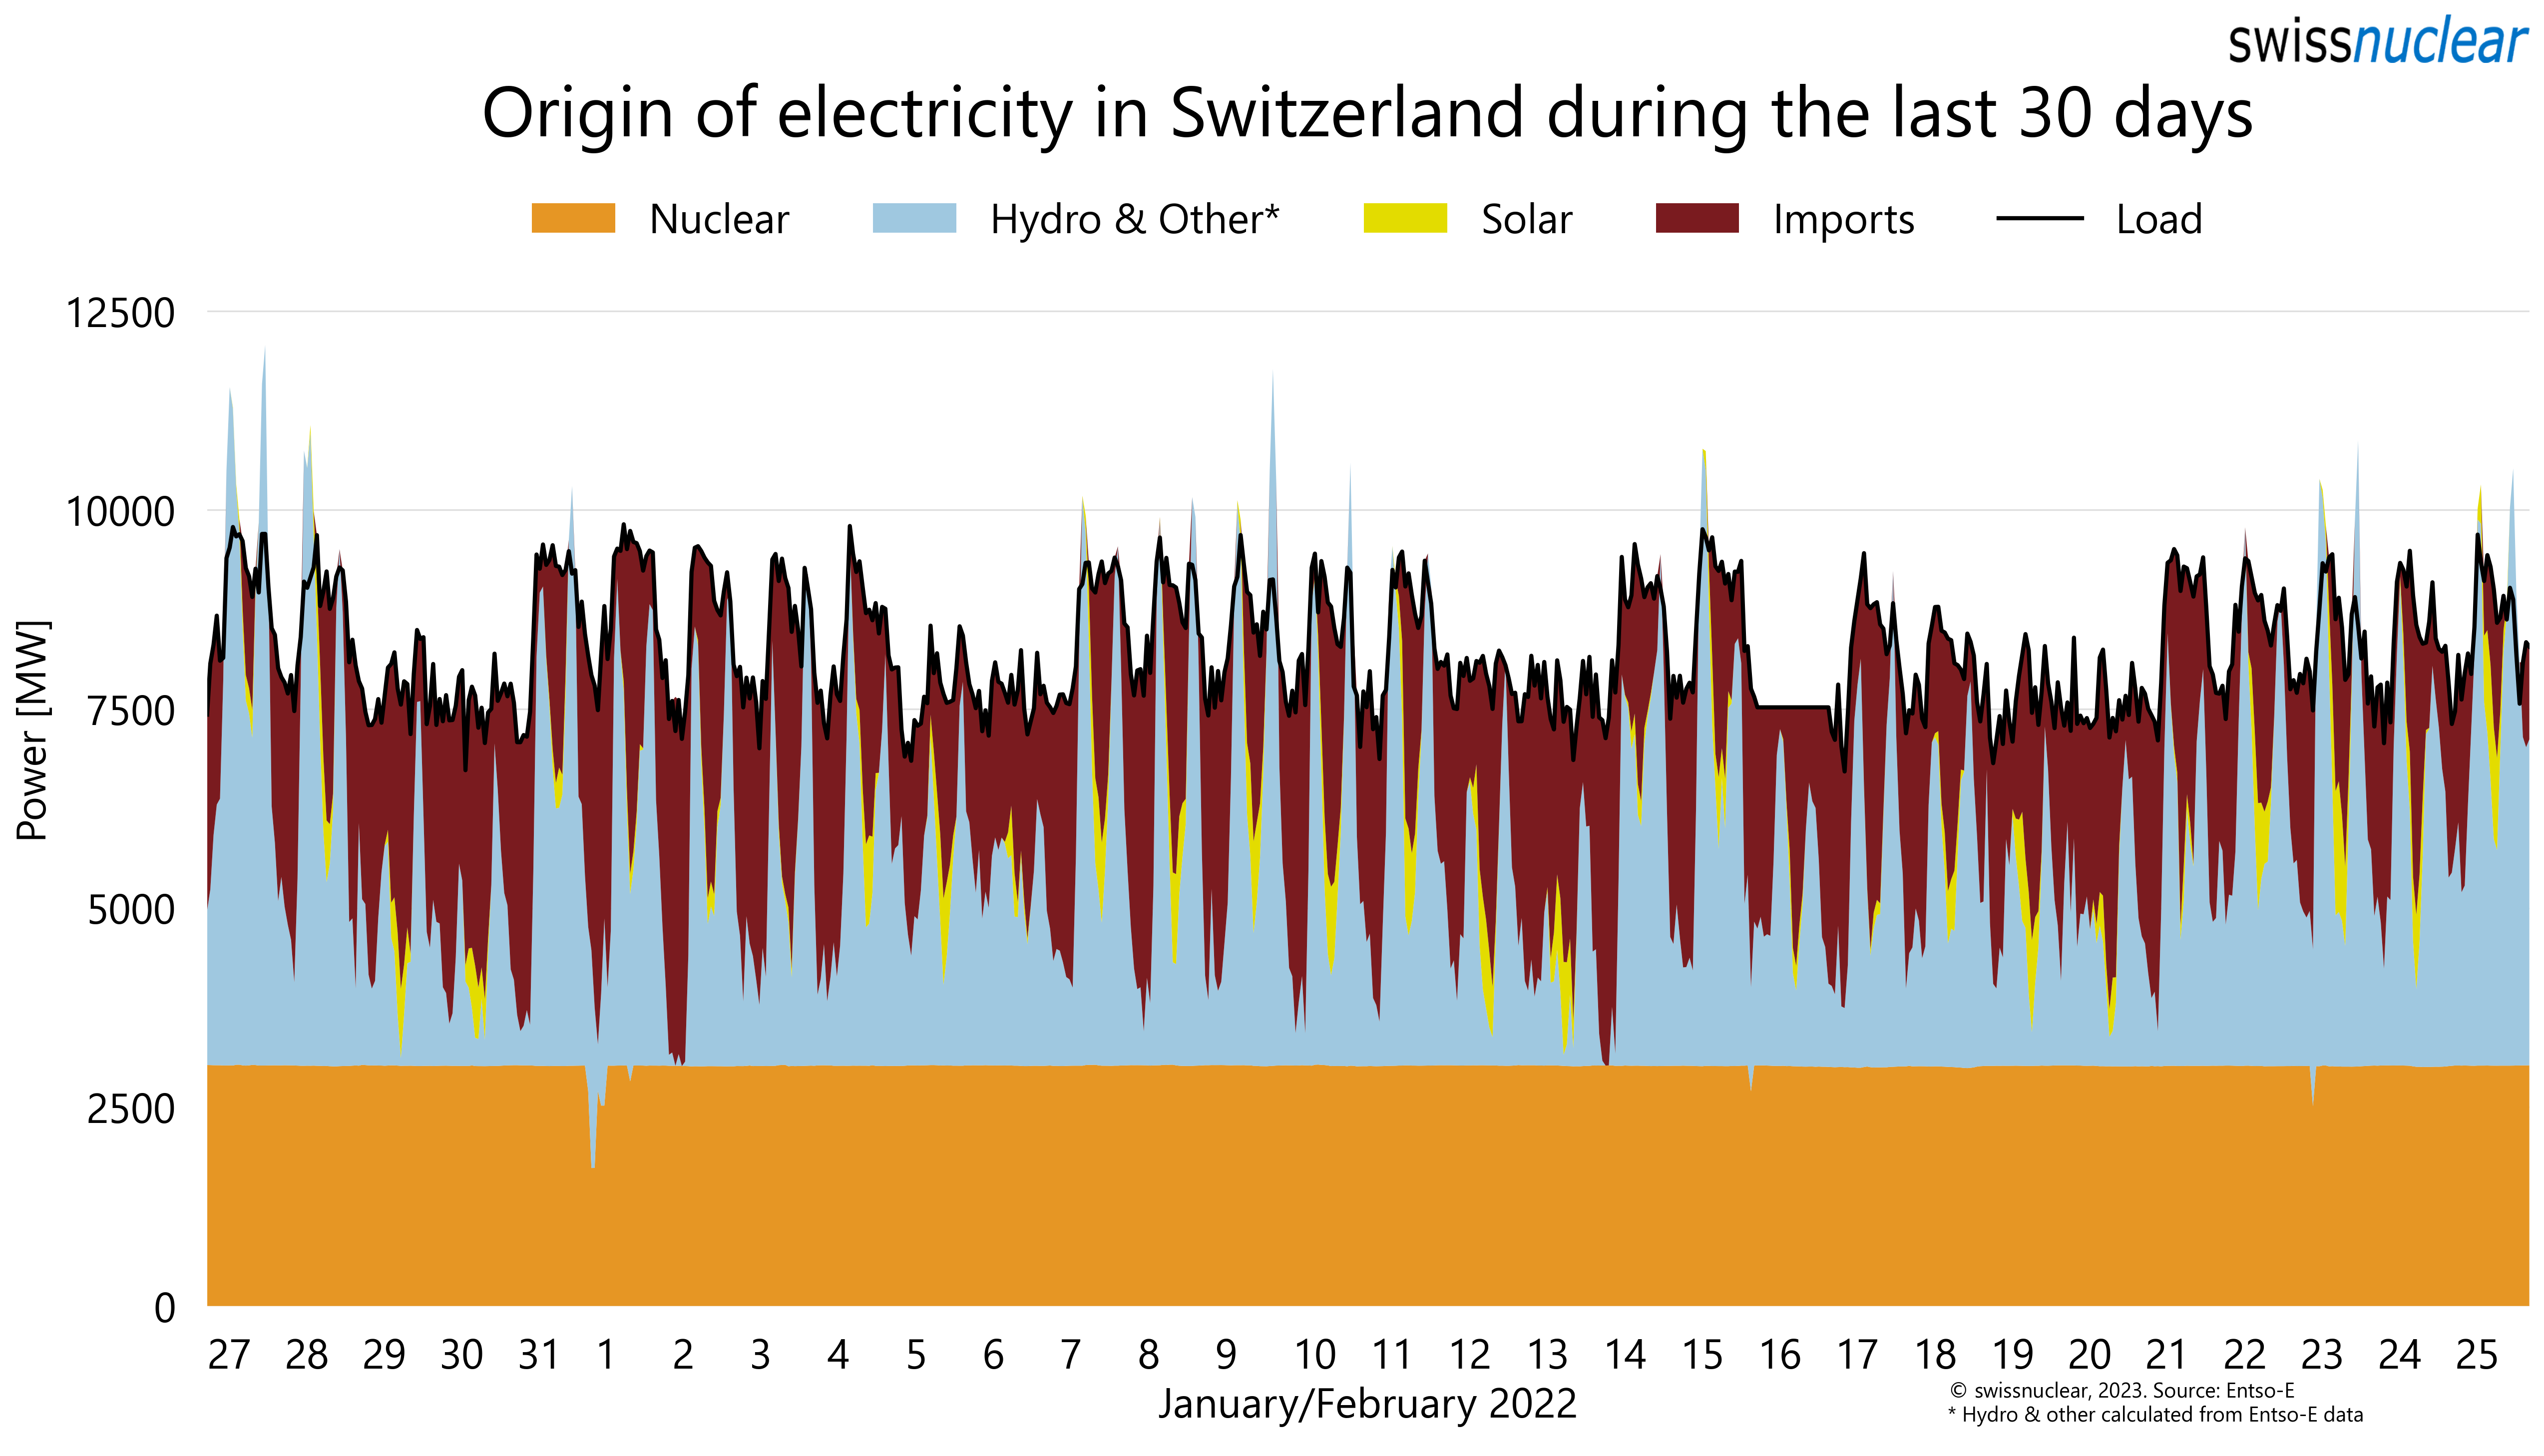 swissnuclear
Origin of electricity in Switzerland during the last 30 days
Nuclear Hydro & Other* Solar Imports Load
12500
10000
7500
5000
2500
0
Power [MW]
27 28 29 30 31 1 2 3 4 5 6 7 8 9 10 11 12 13 14 15 16 17 18 19 20 21 22 23 24 25
January/February 2022
© swissnuclear, 2023. Source: Entso-E
* Hydro & other calculated from Entso-E data